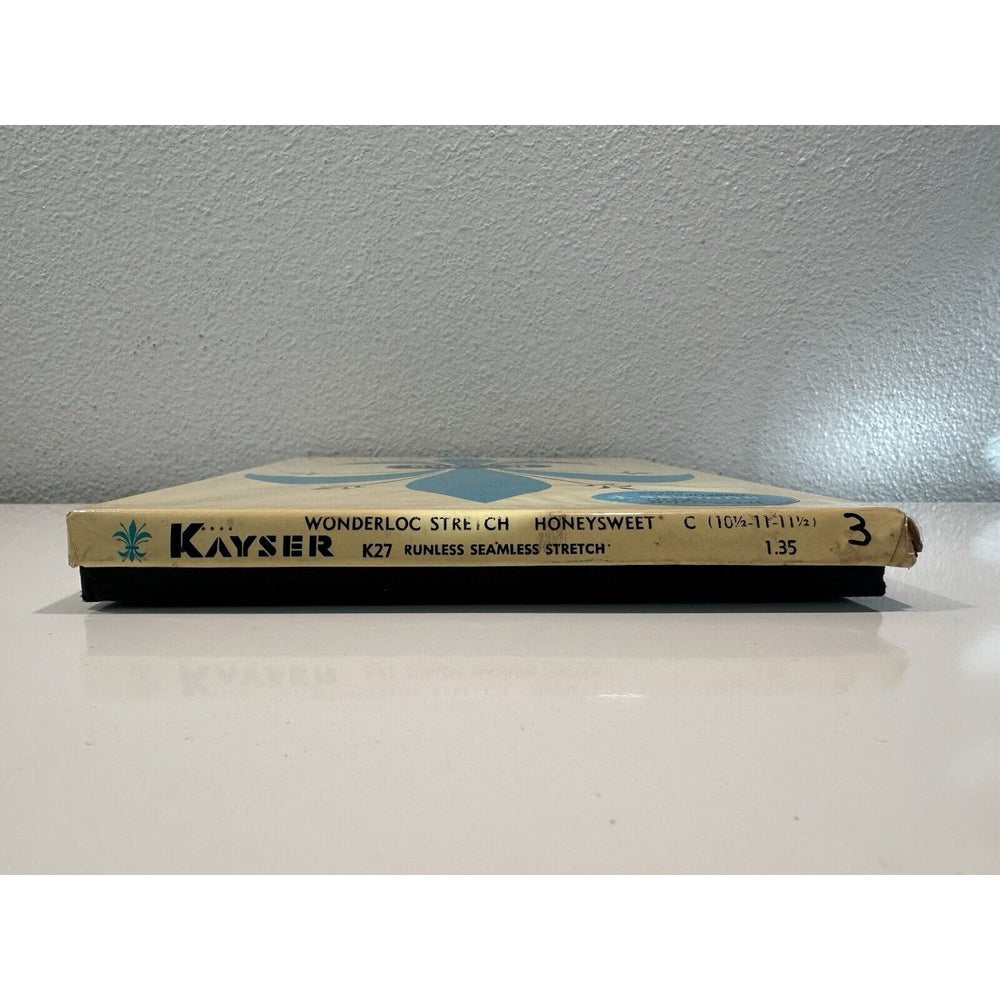 WONDERLOC STRETCH HONEYSWEET C (10½-11-11½) 3
KAYSER K27 RUNLESS SEAMLESS STRETCH 1.35